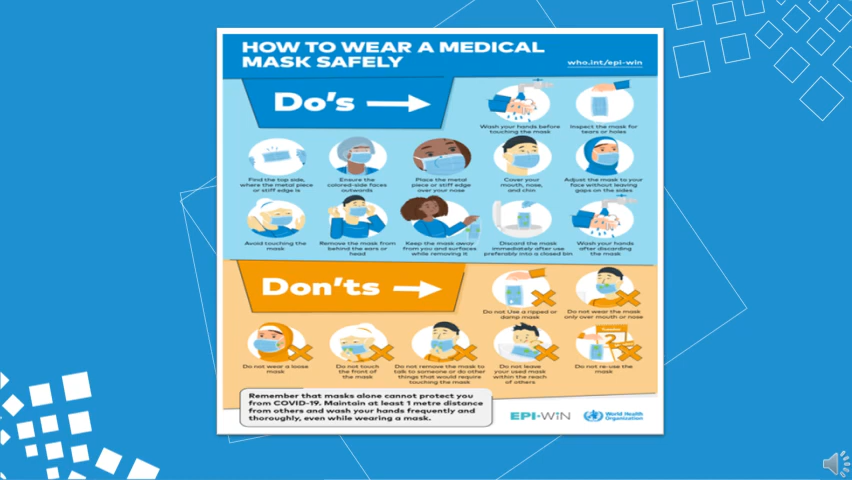 HOW TO WEAR A MEDICAL
MASK SAFELY
who.int/epi-win
Do's
Wash your hands before
touching the mask
Inspect the mask for
tears or holes
Find the top side,
where the metal piece
or stiff edge is
Ensure the
colored-side faces
outwards
Place the metal
piece or stiff edge
over your nose
Cover your
mouth, nose,
and chin
Adjust the mask to your
face without leaving
gaps on the sides
Avoid touching the
mask
Remove the mask from
behind the ears or
head
Keep the mask away
from you and surfaces
while removing it
Discard the mask
immediately after use
preferably into a closed bin
Wash your hands
after discarding
the mask
Don'ts
Do not Use a ripped or
damp mask
Do not wear the mask
only over mouth or nose
Do not wear a loose
mask
Do not touch
the front of
the mask
Do not remove the mask to
talk to someone or do other
things that would require
touching the mask
Do not leave
your used mask
within the reach
of others
2
Do not re-use the
mask
Remember that masks alone cannot protect you
from COVID-19. Maintain at least 1 metre distance
from others and wash your hands frequently and
thoroughly, even while wearing a mask.
EPI-WIN
World Health
Organization